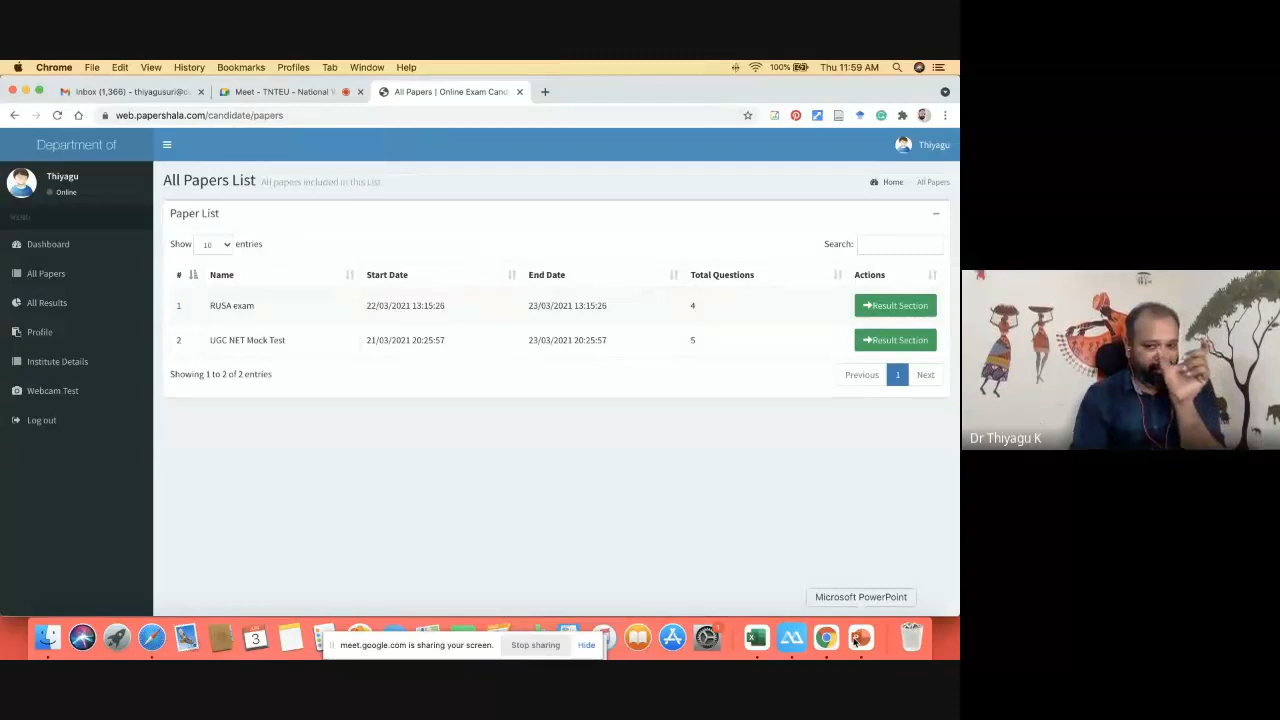 Chrome File Edit View History Bookmarks Profiles Tab Window Help 100% Thu 11:59 AM
Inbox (1,366) - thiyagusuri@c Meet - TNTEU - National All Papers | Online Exam Cand
web.papershala.com/candidate/papers
Department of Thiyagu
Thiyagu
Online
MENU
Dashboard
All Papers
All Results
Profile
Institute Details
Webcam Test
Log out
All Papers List All papers included in this List
Home All Papers
Paper List
Show 10 entries Search:
# Name Start Date End Date Total Questions Actions
1 RUSA exam 22/03/2021 13:15:26 23/03/2021 13:15:26 4 Result Section
2 UGC NET Mock Test 21/03/2021 20:25:57 23/03/2021 20:25:57 5 Result Section
Showing 1 to 2 of 2 entries Previous 1 Next
Dr Thiyagu K
Microsoft PowerPoint
3
meet.google.com is sharing your screen. Stop sharing Hide